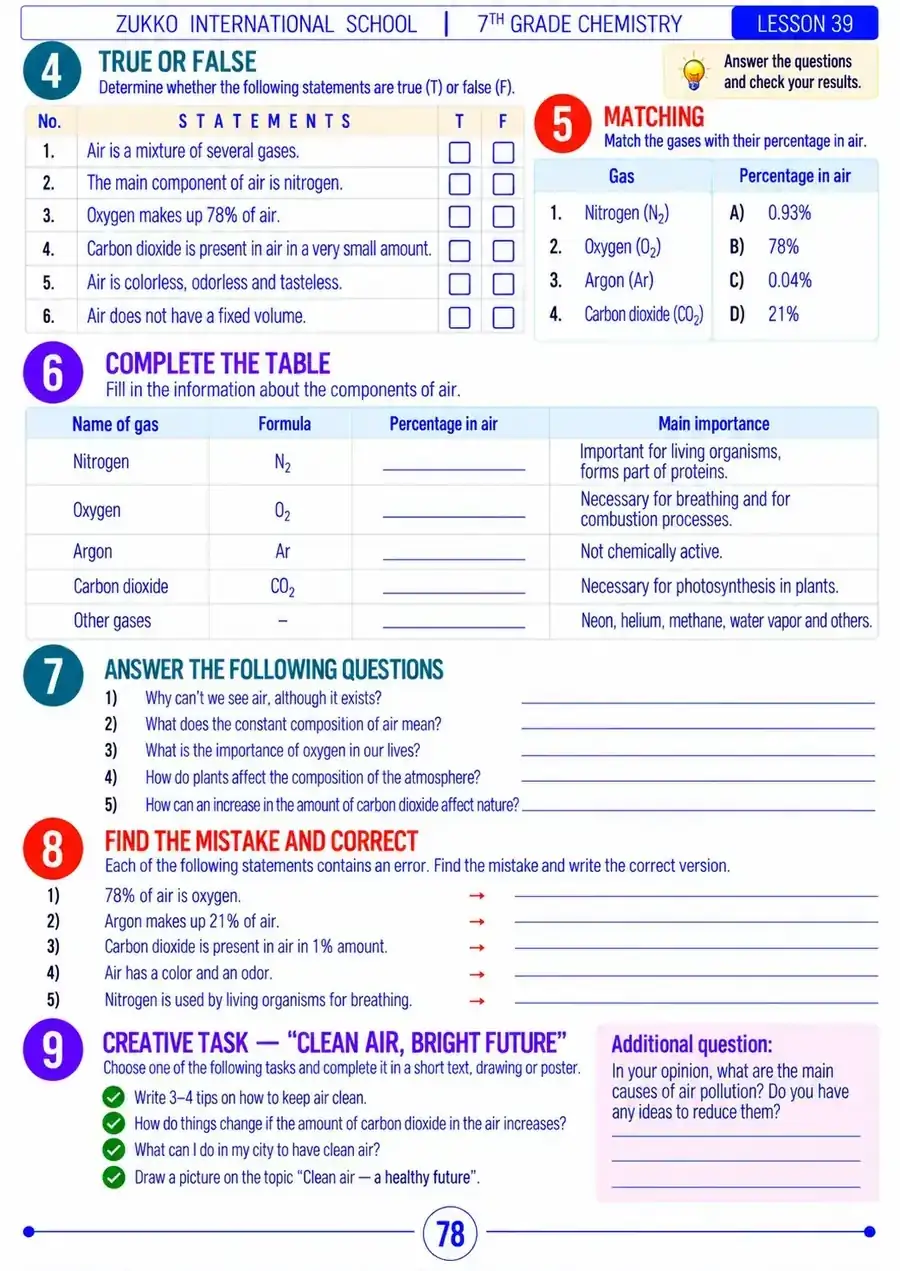 ZUKKO INTERNATIONAL SCHOOL | 7TH GRADE CHEMISTRY LESSON 39
4 TRUE OR FALSE
Determine whether the following statements are true (T) or false (F).
Answer the questions
and check your results.
No. STATEMENTS T F
1. Air is a mixture of several gases.
2. The main component of air is nitrogen.
3. Oxygen makes up 78% of air.
4. Carbon dioxide is present in air in a very small amount.
5. Air is colorless, odorless and tasteless.
6. Air does not have a fixed volume.
5 MATCHING
Match the gases with their percentage in air.
Gas Percentage in air
1. Nitrogen (N₂) A) 0.93%
2. Oxygen (O₂) B) 78%
3. Argon (Ar) C) 0.04%
4. Carbon dioxide (CO₂) D) 21%
6 COMPLETE THE TABLE
Fill in the information about the components of air.
Name of gas Formula Percentage in air Main importance
Nitrogen N₂ Important for living organisms,
forms part of proteins.
Oxygen O₂ Necessary for breathing and for
combustion processes.
Argon Ar Not chemically active.
Carbon dioxide CO₂ Necessary for photosynthesis in plants.
Other gases – Neon, helium, methane, water vapor and others.
7 ANSWER THE FOLLOWING QUESTIONS
1) Why can't we see air, although it exists?
2) What does the constant composition of air mean?
3) What is the importance of oxygen in our lives?
4) How do plants affect the composition of the atmosphere?
5) How can an increase in the amount of carbon dioxide affect nature?
8 FIND THE MISTAKE AND CORRECT
Each of the following statements contains an error. Find the mistake and write the correct version.
1) 78% of air is oxygen. →
2) Argon makes up 21% of air. →
3) Carbon dioxide is present in air in 1% amount. →
4) Air has a color and an odor. →
5) Nitrogen is used by living organisms for breathing. →
9 CREATIVE TASK — "CLEAN AIR, BRIGHT FUTURE"
Choose one of the following tasks and complete it in a short text, drawing or poster.
Write 3–4 tips on how to keep air clean.
How do things change if the amount of carbon dioxide in the air increases?
What can I do in my city to have clean air?
Draw a picture on the topic "Clean air — a healthy future".
Additional question:
In your opinion, what are the main
causes of air pollution? Do you have
any ideas to reduce them?
78